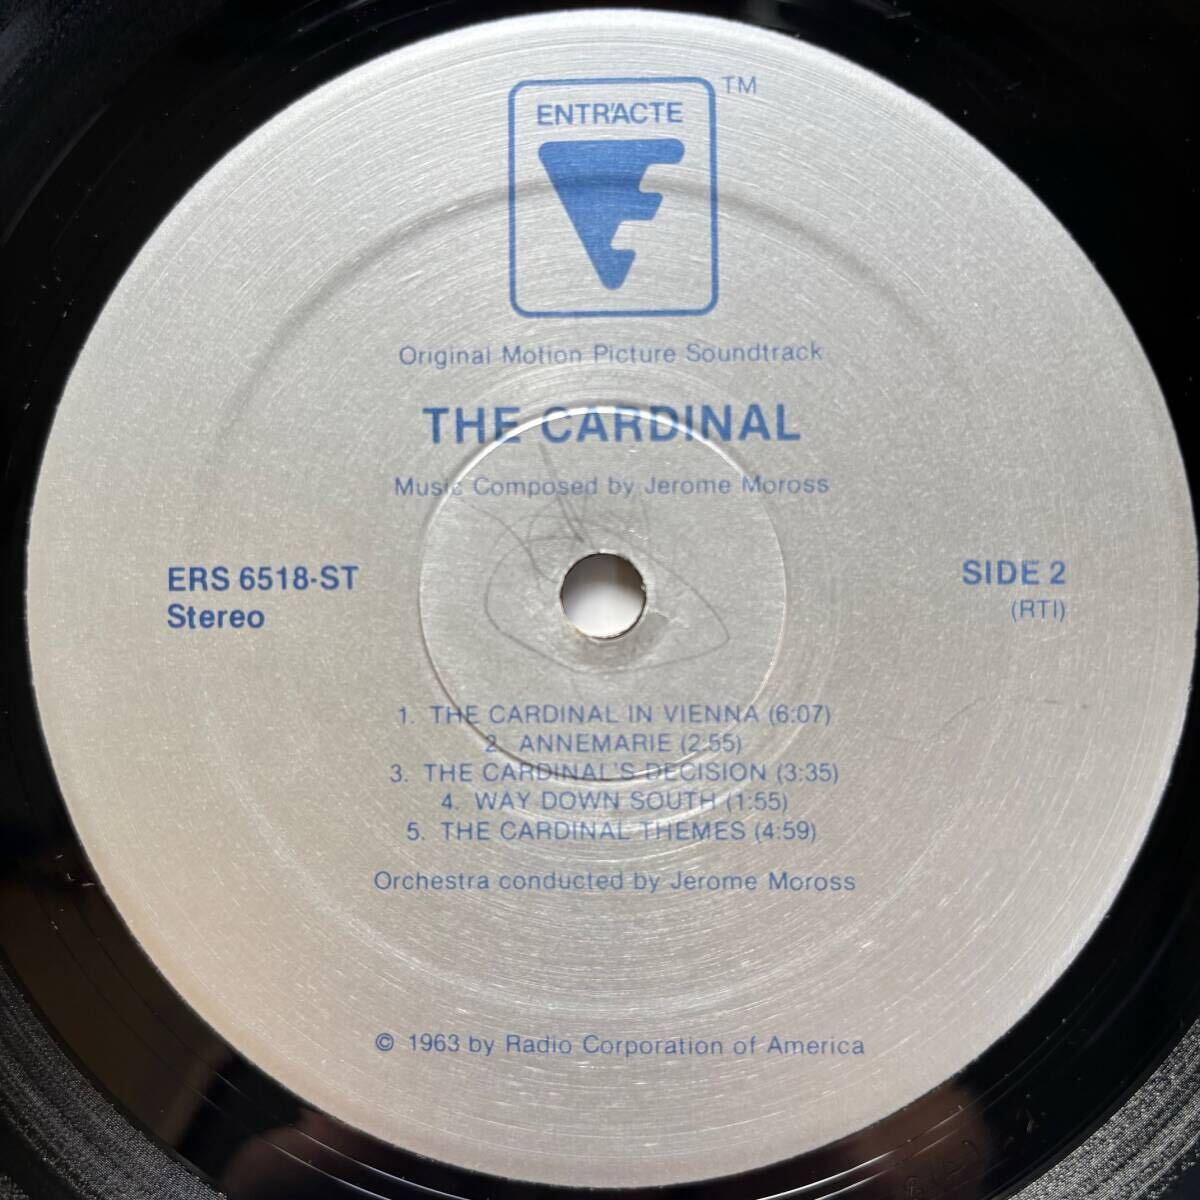 ENTR'ACTE
TM
Original Motion Picture Soundtrack
THE CARDINAL
Music Composed by Jerome Moross
ERS 6518-ST
Stereo
SIDE 2
(RTI)
1. THE CARDINAL IN VIENNA (6:07)
2. ANNEMARIE (2:55)
3. THE CARDINAL'S DECISION (3:35)
4. WAY DOWN SOUTH (1:55)
5. THE CARDINAL THEMES (4:59)
Orchestra conducted by Jerome Moross
© 1963 by Radio Corporation of America